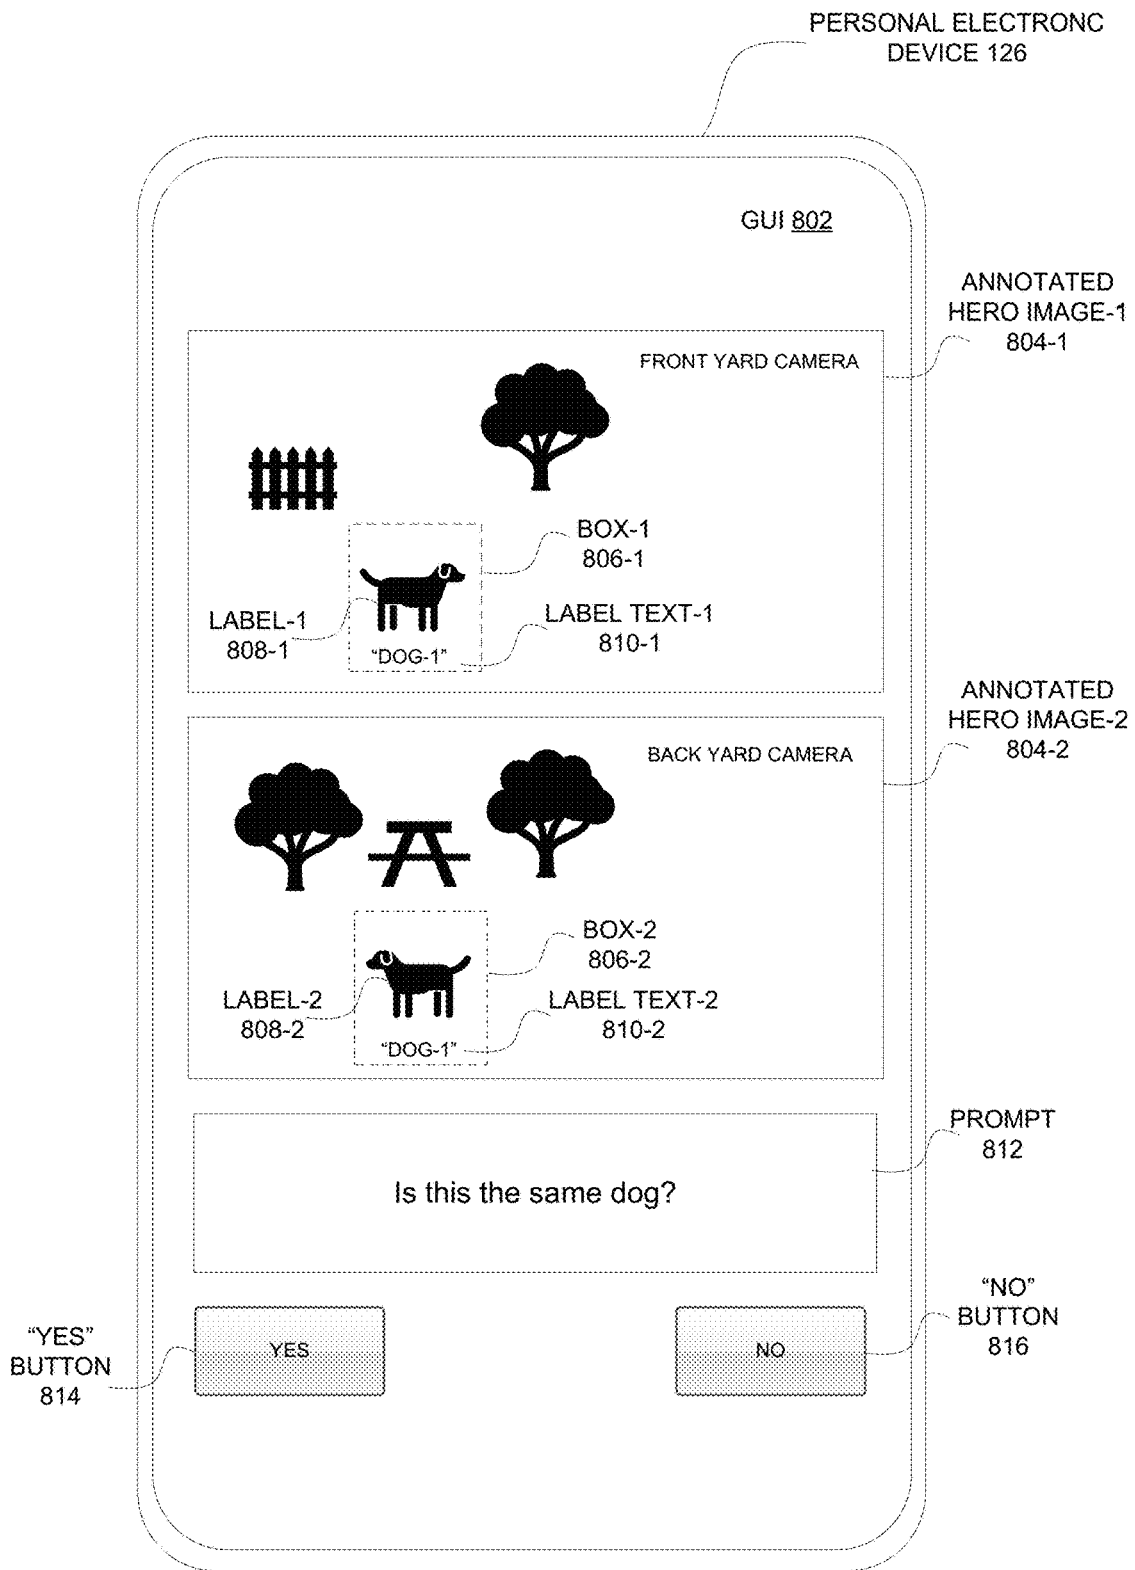 PERSONAL ELECTRONC
DEVICE 126
GUI 802
ANNOTATED
HERO IMAGE-1
804-1
FRONT YARD CAMERA
BOX-1
806-1
LABEL-1
808-1
LABEL TEXT-1
810-1
“DOG-1”
ANNOTATED
HERO IMAGE-2
804-2
BACK YARD CAMERA
BOX-2
806-2
LABEL-2
808-2
LABEL TEXT-2
810-2
“DOG-1”
PROMPT
812
Is this the same dog?
“YES”
BUTTON
814
YES
NO
“NO”
BUTTON
816